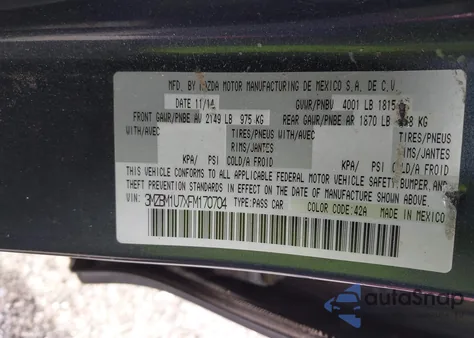 MFD. BY MAZDA MOTOR MANUFACTURING DE MEXICO S.A. DE C.V.
DATE 11/14 GVWR/PNBV 4001 LB 1815
FRONT GAWR/PNBE AV 2149 LB 975 KG REAR GAWR/PNBE AR 1870 LB KG
WITH/AVEC TIRES/PNEUS WITH/AVEC TIRES/PNEUS
RIMS/JANTES RIMS/JANTES
KPA/ PSI COLD/A FROID KPA/ PSI COLD/A FROID
THIS VEHICLE CONFORMS TO ALL APPLICABLE FEDERAL MOTOR VEHICLE SAFETY, BUMPER, AND
THEFT PREVENTION STANDARDS IN EFFECT ON THE DATE OF MANUFACTURE SHOWN ABOVE.
VIN: 3MZBM1U7XFM170704 TYPE: PASS CAR COLOR CODE: 42A MADE IN MEXICO
autoSnap